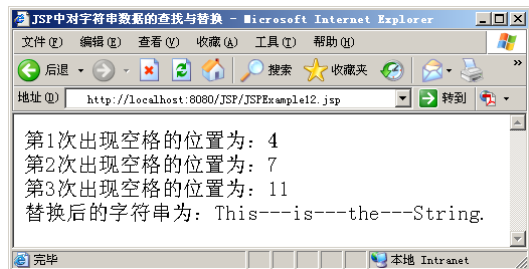 JSP中对字符串数据的查找与替换 - Microsoft Internet Explorer
文件(F) 编辑(E) 查看(V) 收藏(A) 工具(T) 帮助(H)
后退 搜索 收藏夹 »
地址(D) http://localhost:8080/JSP/JSPExample12.jsp 转到
第1次出现空格的位置为: 4
第2次出现空格的位置为: 7
第3次出现空格的位置为: 11
替换后的字符串为: This---is---the---String.
完毕 本地 Intranet